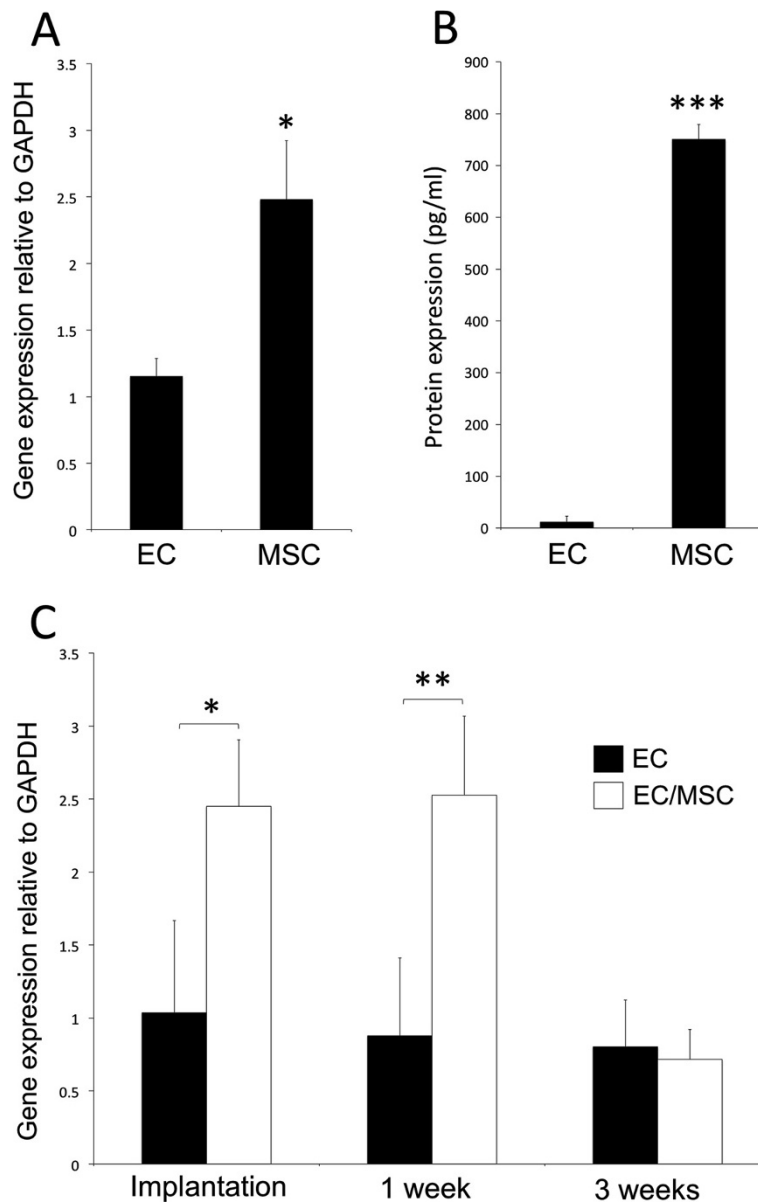 A
Gene expression relative to GAPDH
3.5
3
2.5
2
1.5
1
0.5
0
*
EC MSC
B
Protein expression (pg/ml)
900
800
700
600
500
400
300
200
100
0
***
EC MSC
C
Gene expression relative to GAPDH
3.5
3
2.5
2
1.5
1
0.5
0
*
**
EC
EC/MSC
Implantation 1 week 3 weeks